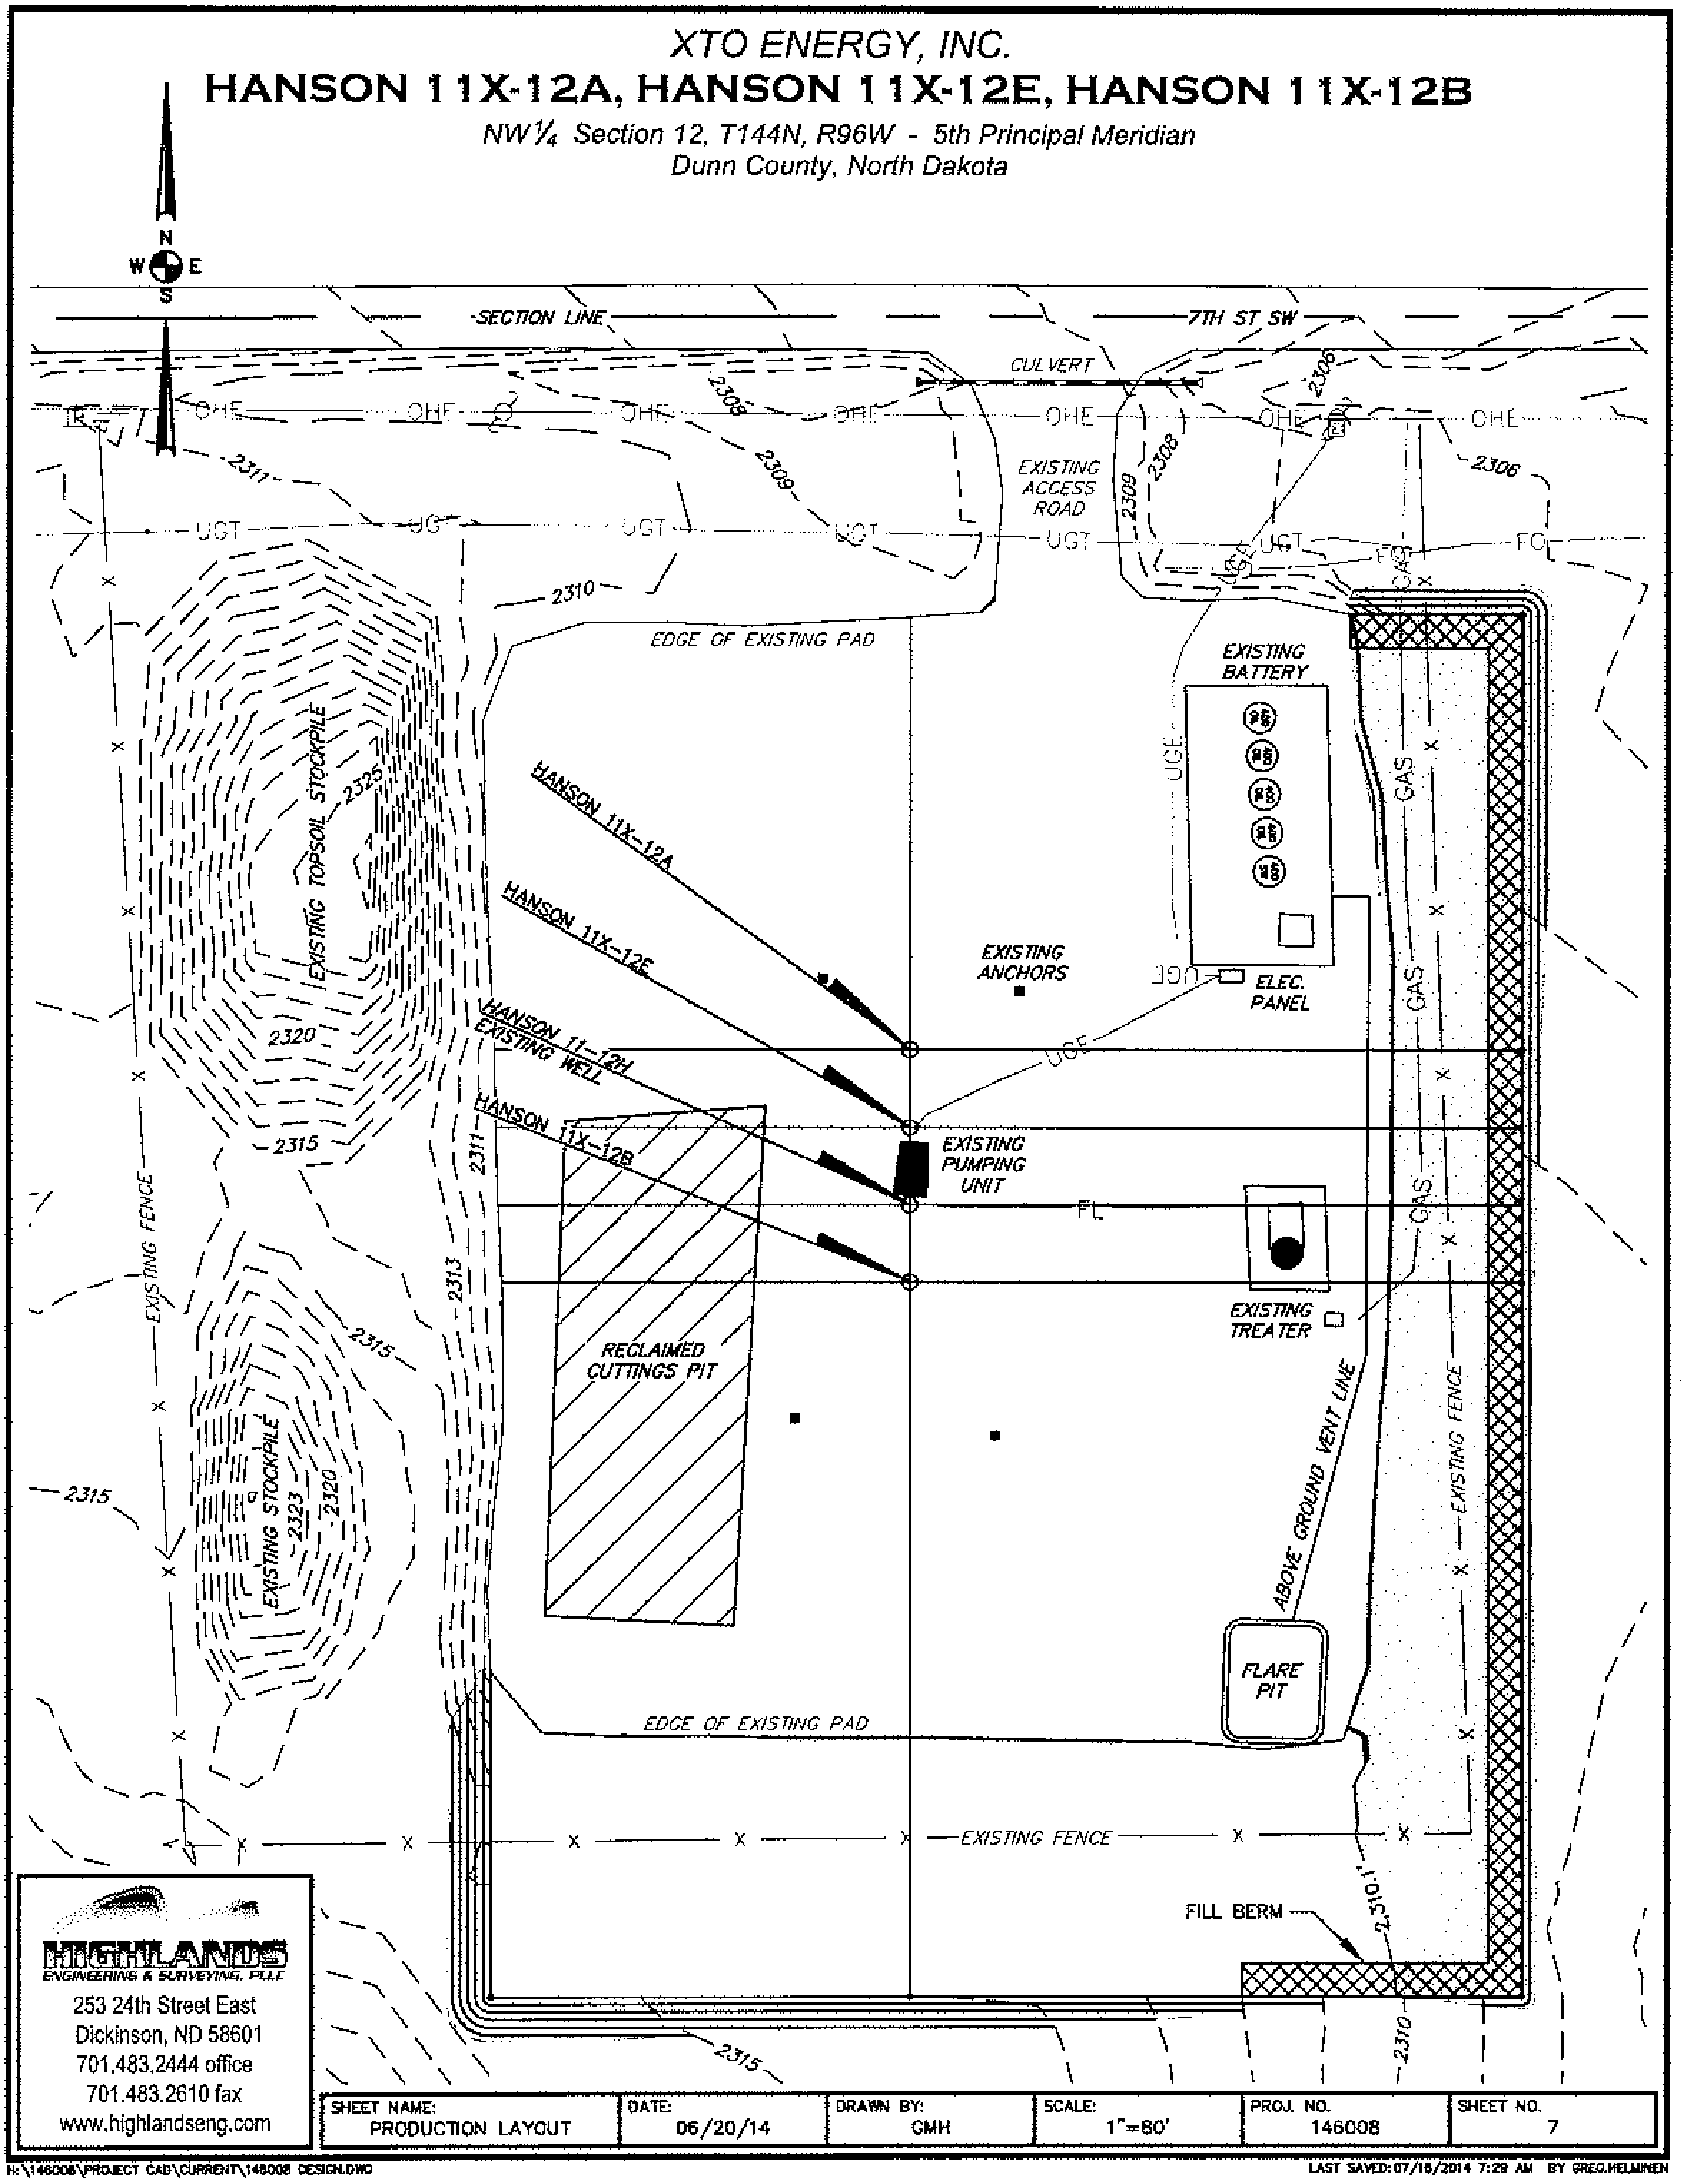 XTO ENERGY, INC.
HANSON 11X-12A, HANSON 11X-12E, HANSON 11X-12B
NW 1/4 Section 12, T144N, R96W - 5th Principal Meridian
Dunn County, North Dakota
N
W E
S
SECTION LINE
7TH ST SW
CULVERT
2308
2306
OHE OHE OHE OHE OHE OHE OHE
2311
2309
EXISTING
ACCESS
ROAD
2309
2308
2306
UGT UGT UGT UGT UGT UGT
UGE
FO FO
GAS
2310
EDGE OF EXISTING PAD
EXISTING
BATTERY
EXISTING TOPSOIL STOCKPILE
2325
UGE
GAS
HANSON 11X-12A
HANSON 11X-12E
EXISTING
ANCHORS
UGE
ELEC.
PANEL
GAS
HANSON 11-12H
EXISTING WELL
2320
UGE
HANSON 11X-12B
2315
2311
EXISTING
PUMPING
UNIT
FL
GAS
EXISTING FENCE
2313
EXISTING
TREATER
2315
RECLAIMED
CUTTINGS PIT
ABOVE GROUND VENT LINE
EXISTING FENCE
EXISTING STOCKPILE
2323
2320
2315
FLARE
PIT
EDGE OF EXISTING PAD
EXISTING FENCE
2,310.1'
FILL BERM
2310
2315
HIGHLANDS
ENGINEERING & SURVEYING, PLLC
253 24th Street East
Dickinson, ND 58601
701.483.2444 office
701.483.2610 fax
www.highlandseng.com
SHEET NAME:
PRODUCTION LAYOUT
DATE:
06/20/14
DRAWN BY:
GMH
SCALE:
1"=80'
PROJ. NO.
146008
SHEET NO.
7
H:\146008\PROJECT CAD\CURRENT\146008 DESIGN.DWG
LAST SAVED: 07/15/2014 7:29 AM BY GREG.HELMINEN